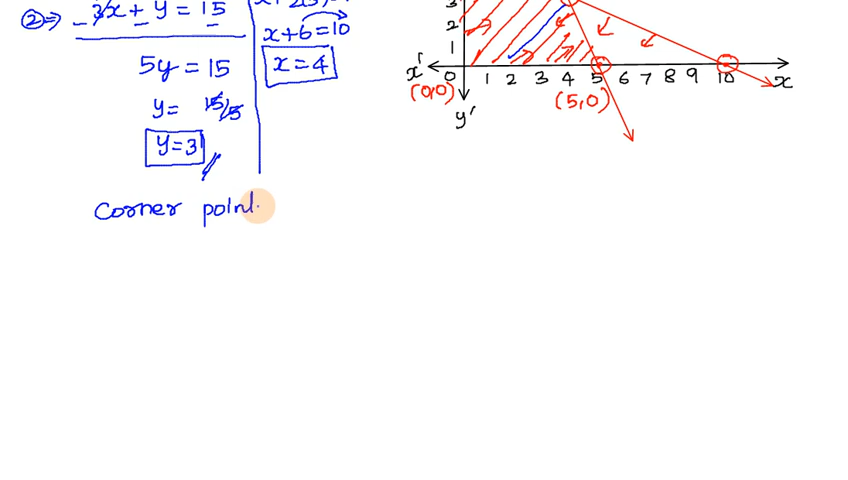 ② ⇒ 3x + y = 15
x+6=10
5y = 15
x=4
y= 15/5
y=3
corner point
3
2
1
x' 0 1 2 3 4 5 6 7 8 9 10 x
(0,0) (5,0)
y'